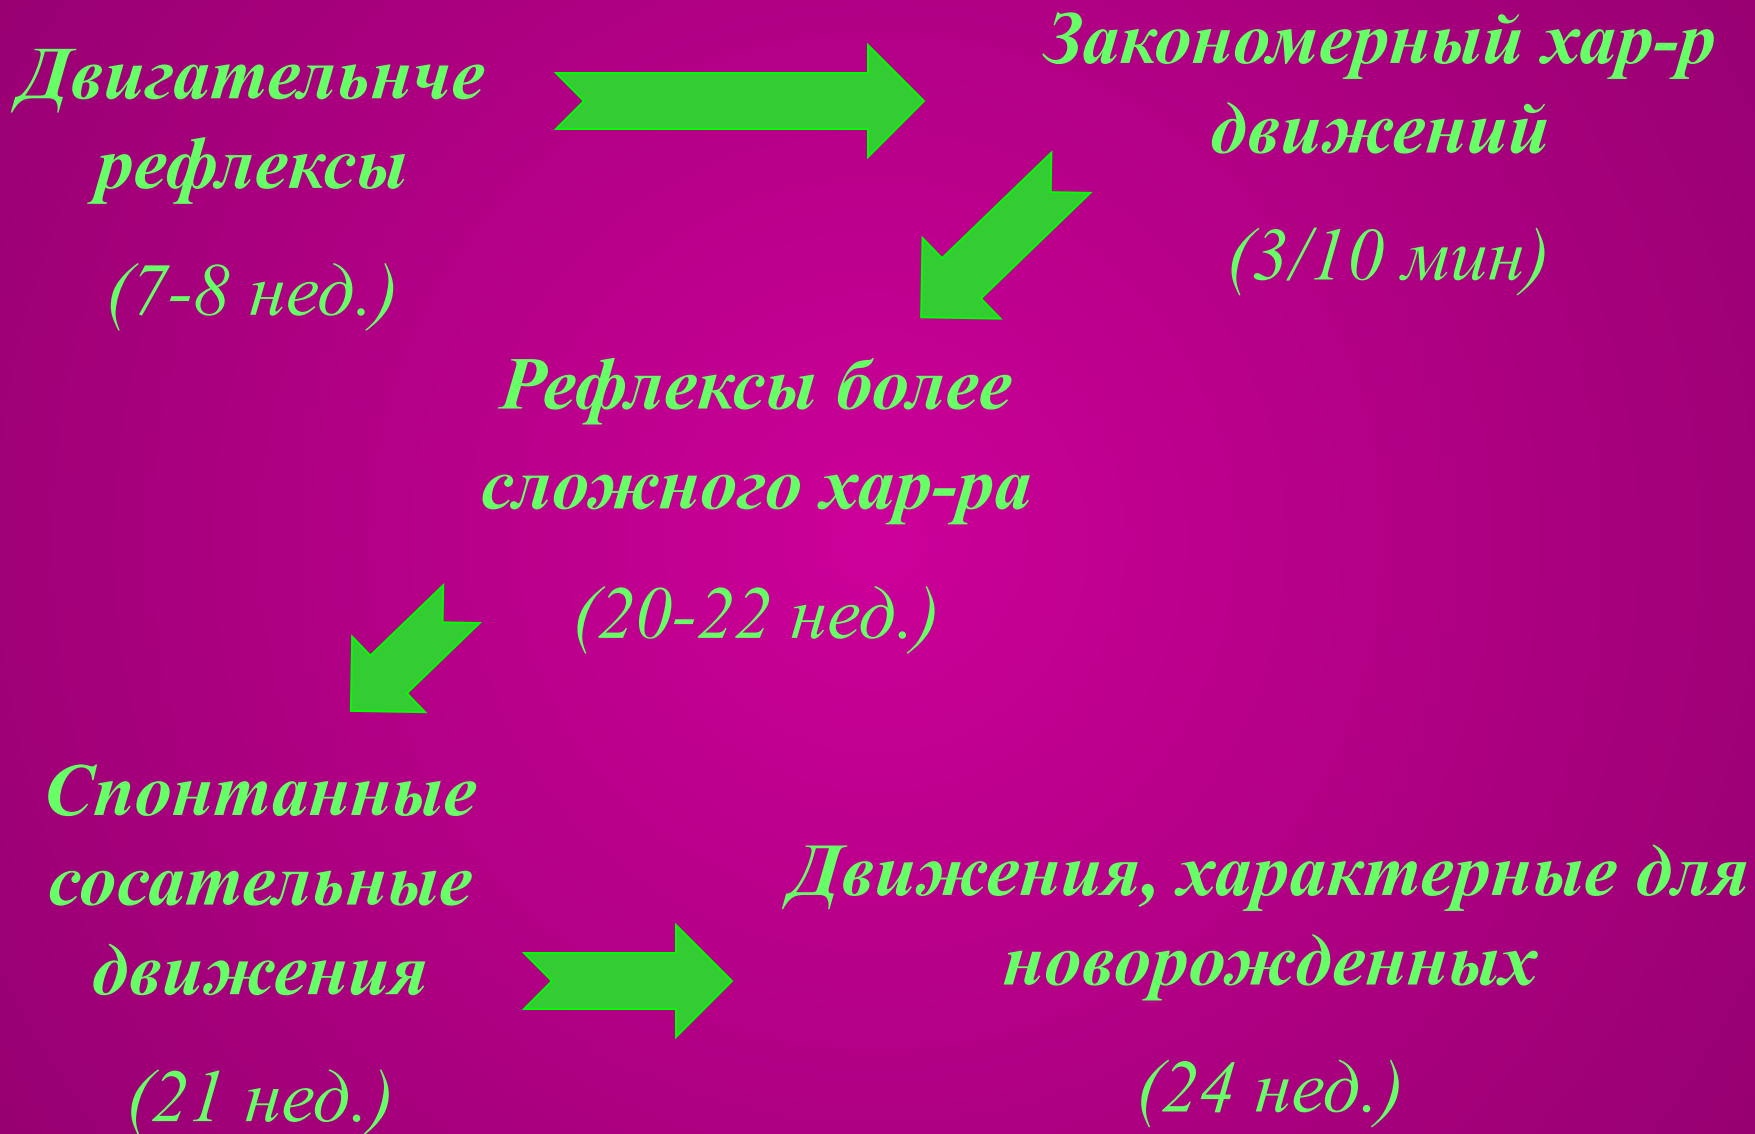 Двигательнче
рефлексы
(7-8 нед.)
Закономерный хар-р
движений
(3/10 мин)
Рефлексы более
сложного хар-ра
(20-22 нед.)
Спонтанные
сосательные
движения
(21 нед.)
Движения, характерные для
новорожденных
(24 нед.)